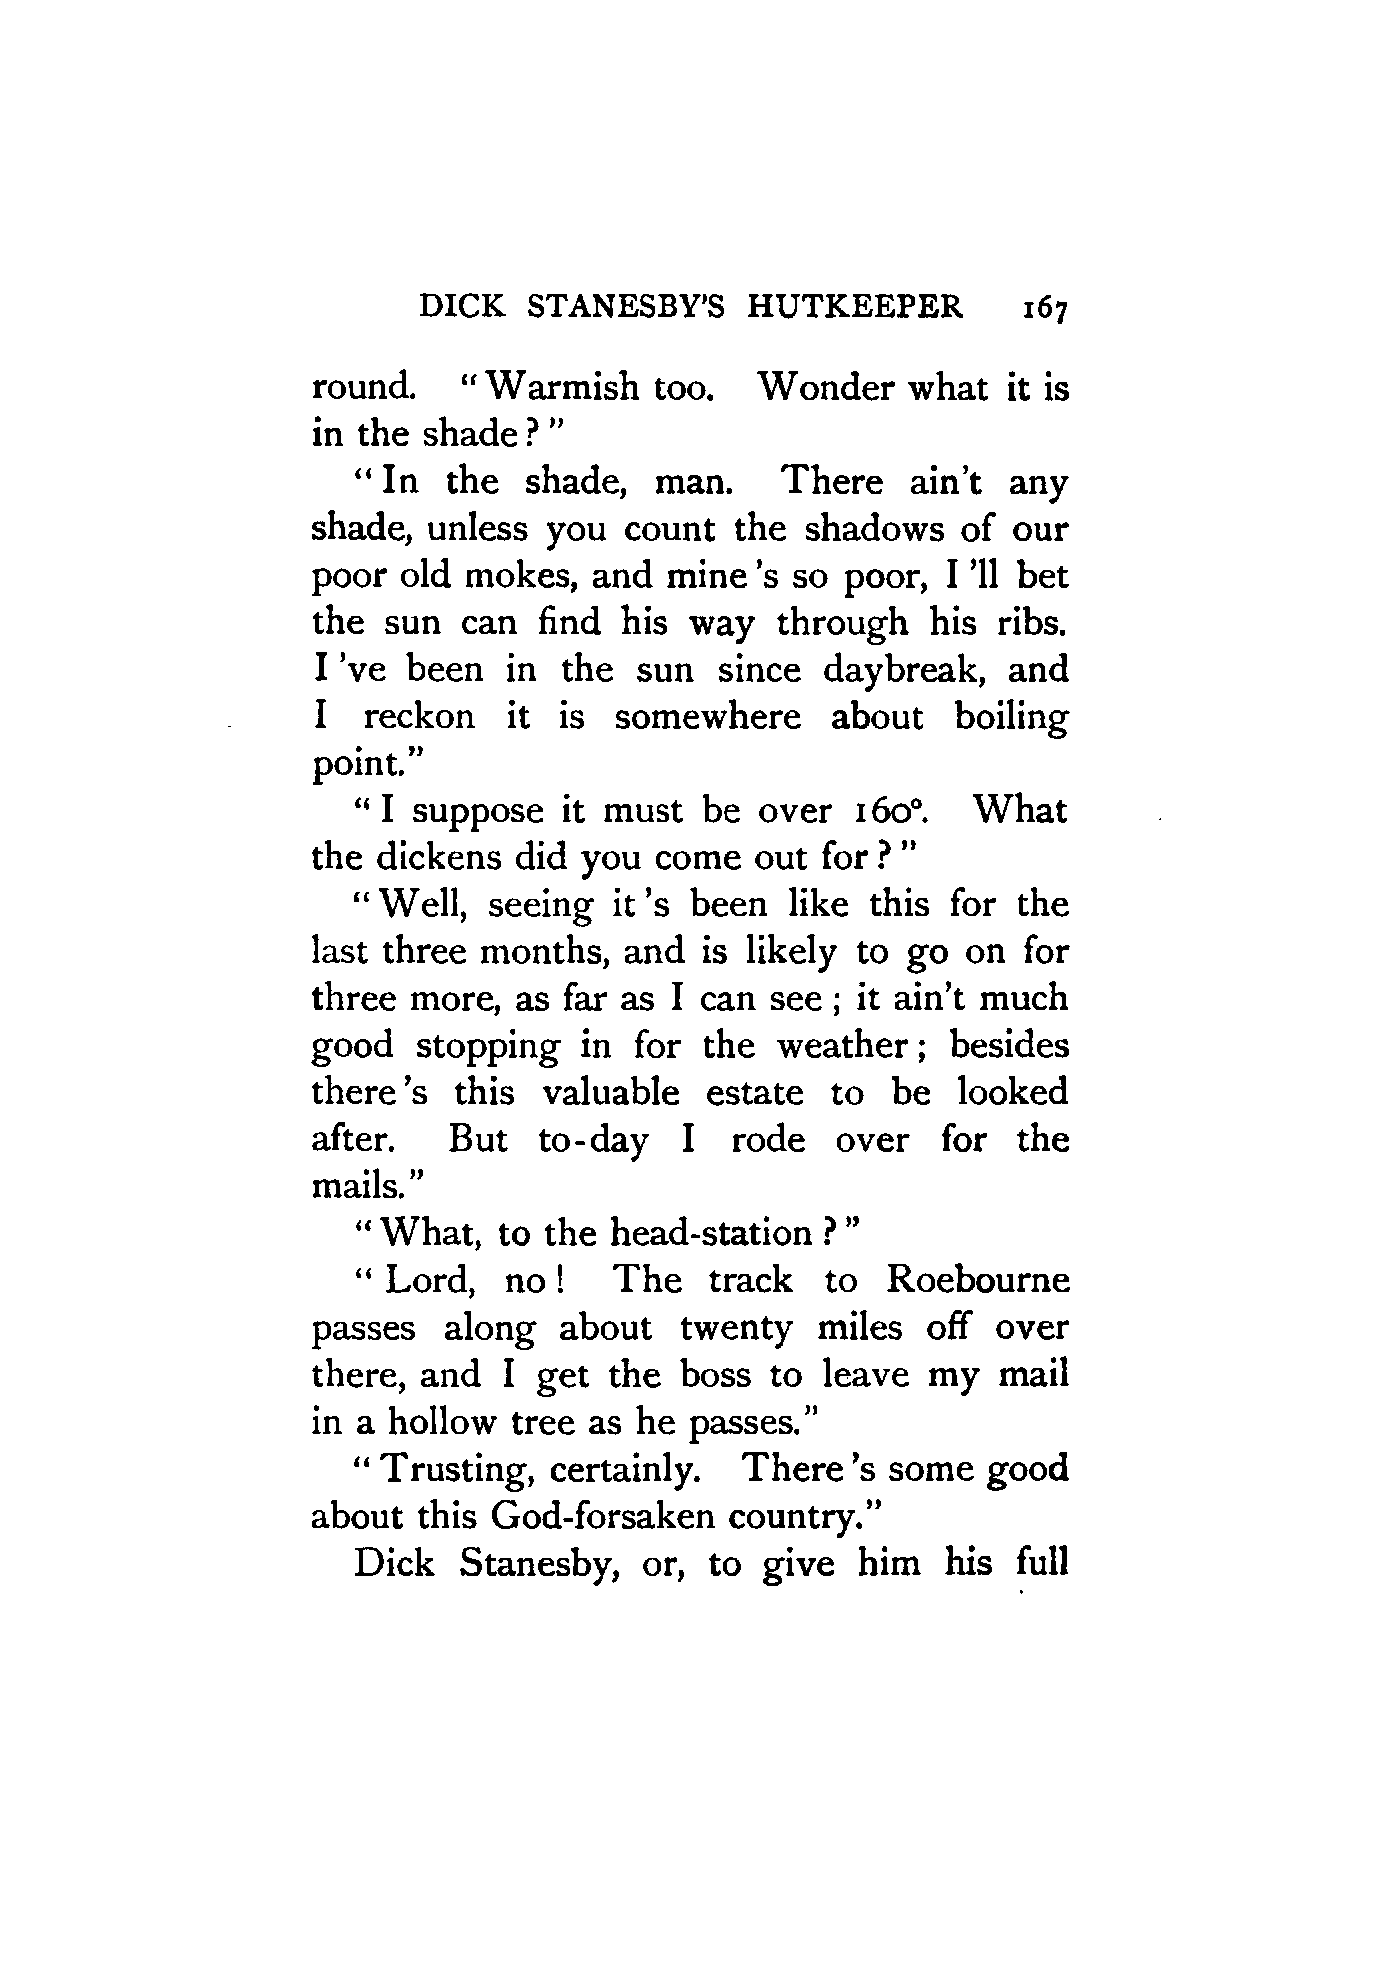 DICK STANESBY'S HUTKEEPER 167
round. "Warmish too. Wonder what it is
in the shade?"
"In the shade, man. There ain't any
shade, unless you count the shadows of our
poor old mokes, and mine's so poor, I'll bet
the sun can find his way through his ribs.
I've been in the sun since daybreak, and
I reckon it is somewhere about boiling
point."
"I suppose it must be over 160°. What
the dickens did you come out for?"
"Well, seeing it's been like this for the
last three months, and is likely to go on for
three more, as far as I can see; it ain't much
good stopping in for the weather; besides
there's this valuable estate to be looked
after. But to-day I rode over for the
mails."
"What, to the head-station?"
"Lord, no! The track to Roebourne
passes along about twenty miles off over
there, and I get the boss to leave my mail
in a hollow tree as he passes."
"Trusting, certainly. There's some good
about this God-forsaken country."
Dick Stanesby, or, to give him his full